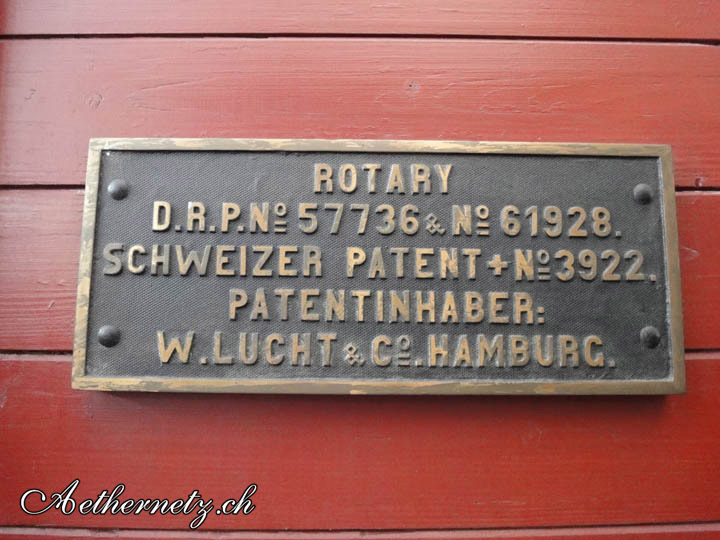 ROTARY
D.R.P.Nº 57736 & Nº 61928.
SCHWEIZER PATENT + Nº 3922.
PATENTINHABER:
W. LUCHT & Cº. HAMBURG.
Aethernetz.ch